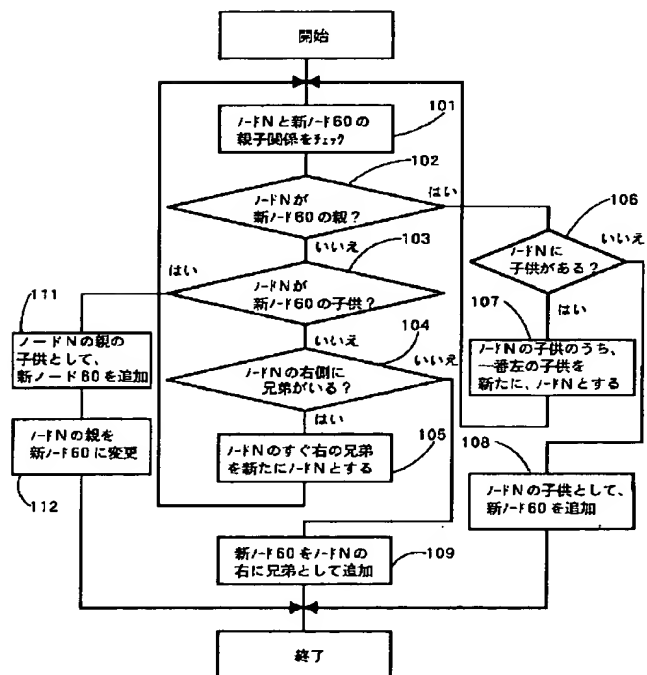 開始
101
ノードNと新ノード60の
親子関係をチェック
102
ノードNが
新ノード60の親？
はい
いいえ
103
ノードNが
新ノード60の子供？
はい
いいえ
104
ノードNの右側に
兄弟がいる？
いいえ
はい
105
ノードNのすぐ右の兄弟
を新たにノードNとする
106
ノードNに
子供がある？
いいえ
はい
107
ノードNの子供のうち、
一番左の子供を
新たに、ノードNとする
108
ノードNの子供として、
新ノード60を追加
111
ノードNの親の
子供として、
新ノード60を追加
ノードNの親を
新ノード60に変更
112
新ノード60をノードNの
右に兄弟として追加
109
終了